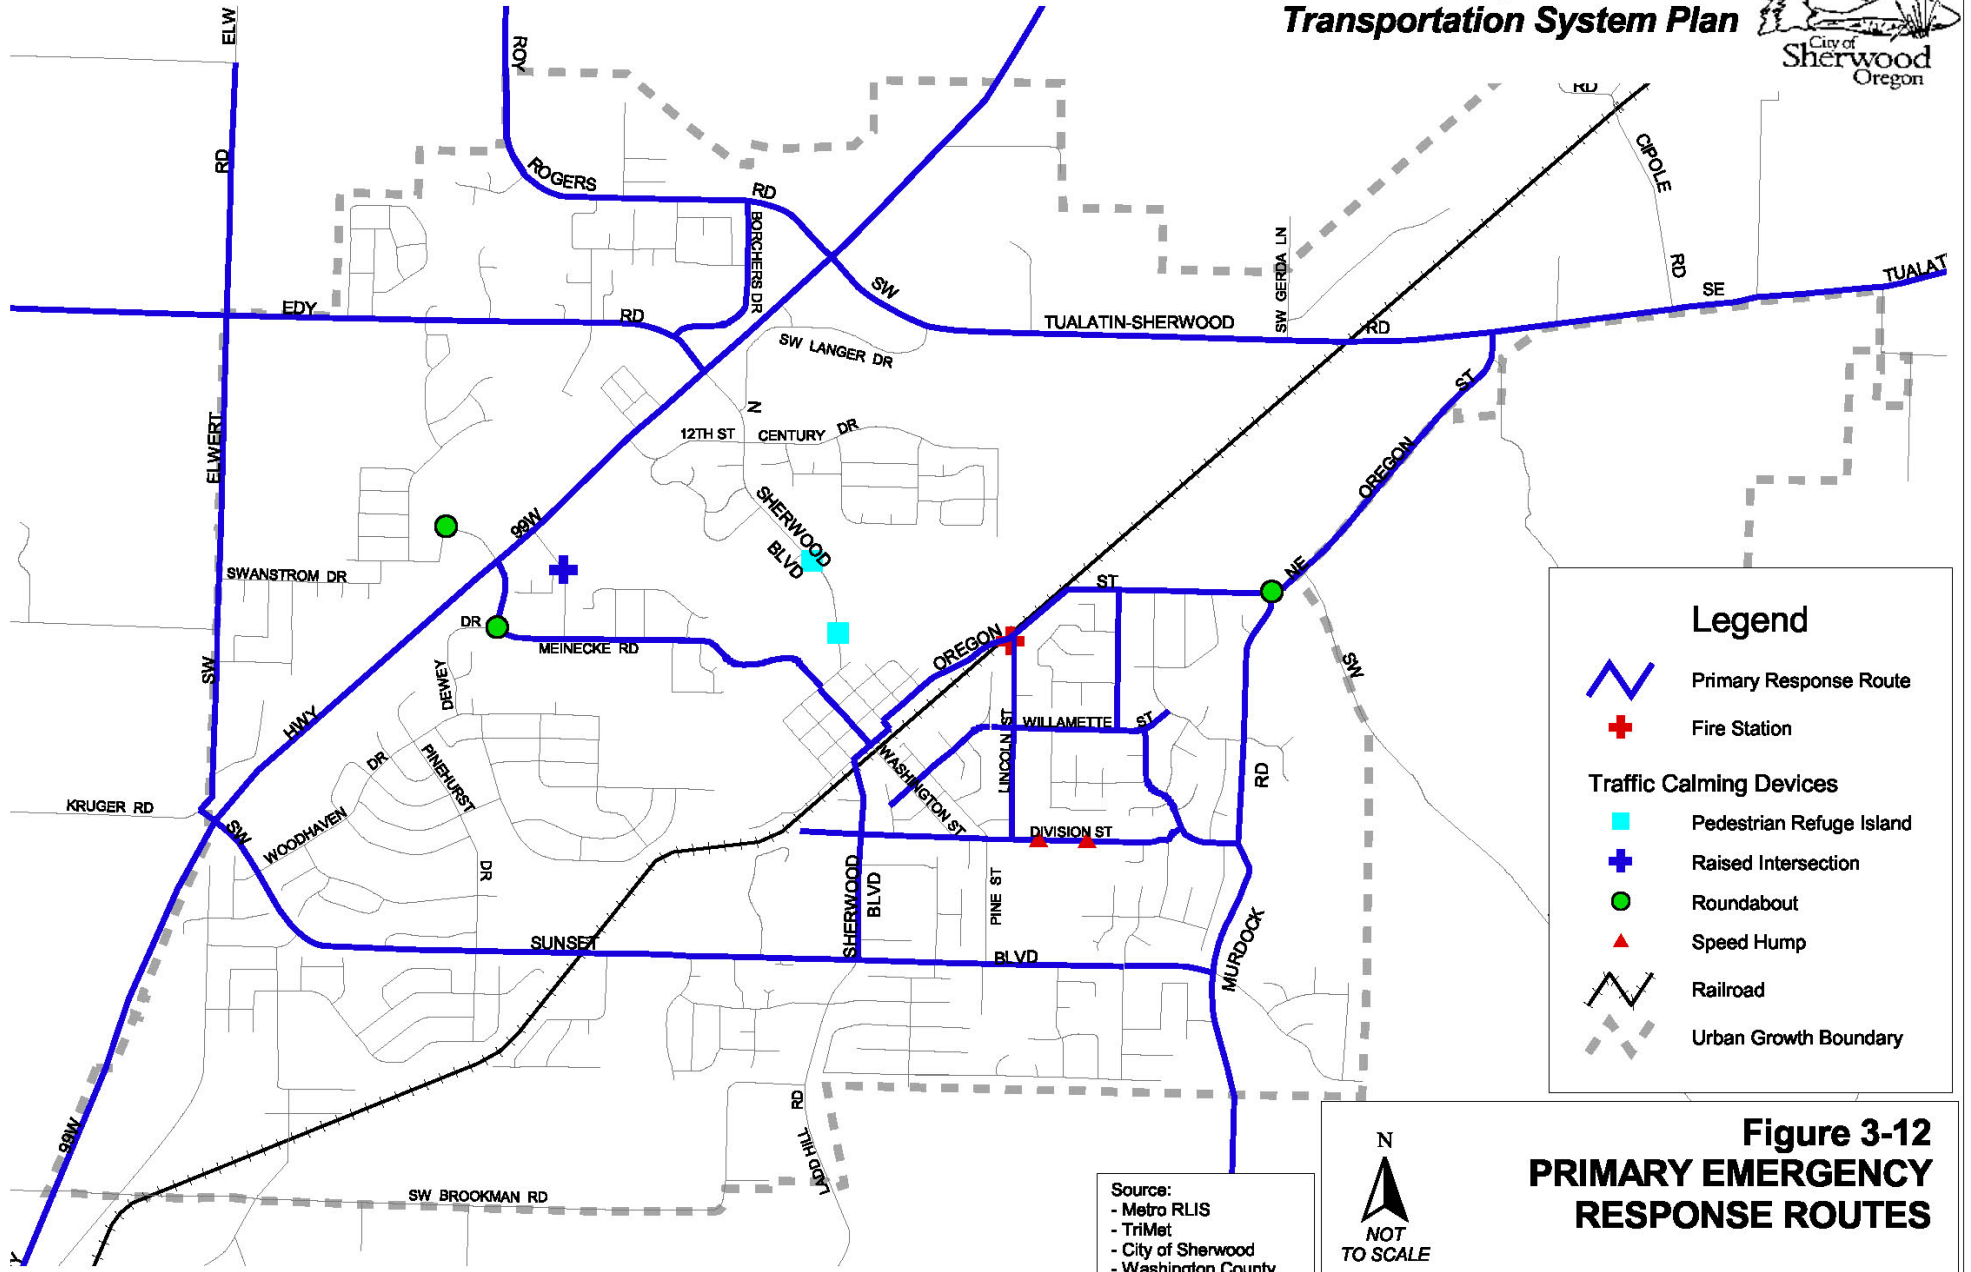 Transportation System Plan
City of
Sherwood
Oregon
ELW
ROY
RD
ROGERS
RD
BORCHERS DR
RD
CIPOLE
RD
SW GERDA LN
SW
SE
TUALAT
EDY
RD
TUALATIN-SHERWOOD
RD
SW LANGER DR
N
ST
12TH ST
CENTURY
DR
ELWERT
OREGON
99W
SHERWOOD
BLVD
SWANSTROM DR
NE
ST
DR
MEINECKE RD
OREGON
SW
SW
DEWEY
HWY
WILLAMETTE
ST
LINCOLN ST
WASHINGTON ST
DR
PINEHURST
RD
KRUGER RD
SW
WOODHAVEN
DIVISION ST
DR
SHERWOOD
BLVD
PINE ST
SUNSET
BLVD
MURDOCK
99W
RD
LADD HILL
SW BROOKMAN RD
Y
Legend
Primary Response Route
Fire Station
Traffic Calming Devices
Pedestrian Refuge Island
Raised Intersection
Roundabout
Speed Hump
Railroad
Urban Growth Boundary
Source:
- Metro RLIS
- TriMet
- City of Sherwood
- Washington County
N
NOT
TO SCALE
Figure 3-12
PRIMARY EMERGENCY
RESPONSE ROUTES